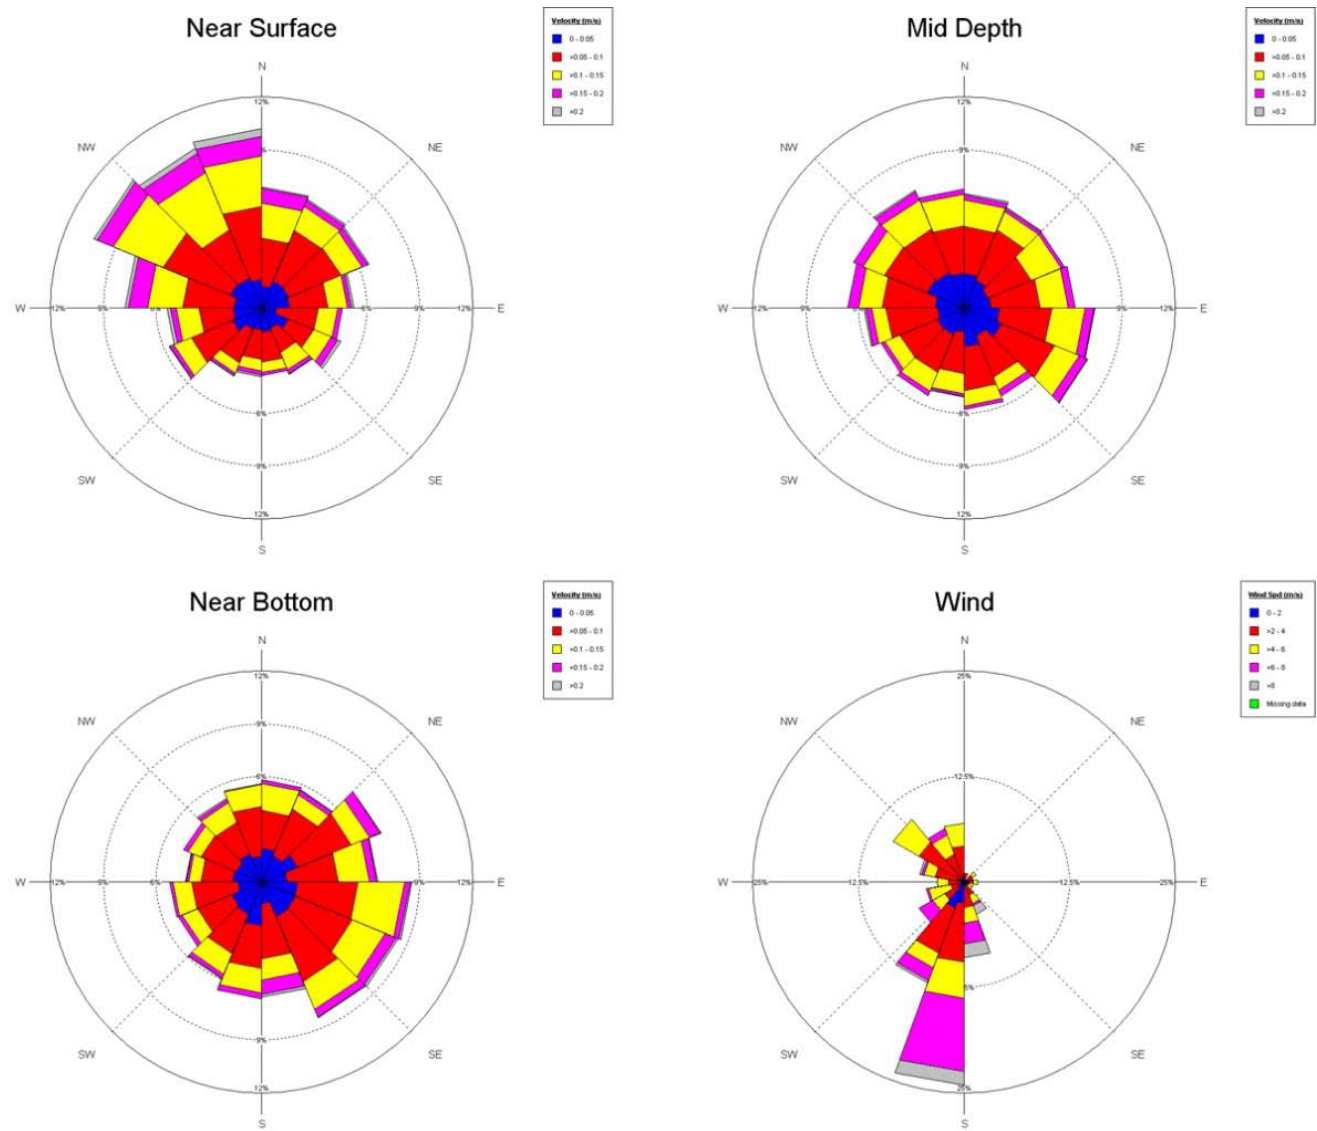 Near Surface
Velocity (m/s)
0 - 0.05
>0.05 - 0.1
>0.1 - 0.15
>0.15 - 0.2
>0.2
N
12%
NW
NE
W
12%
9%
6%
9%
12%
E
6%
9%
SW
SE
12%
S
Mid Depth
Velocity (m/s)
0 - 0.05
>0.05 - 0.1
>0.1 - 0.15
>0.15 - 0.2
>0.2
N
12%
NW
NE
9%
W
12%
9%
6%
9%
12%
E
6%
9%
SW
SE
12%
S
Near Bottom
Velocity (m/s)
0 - 0.05
>0.05 - 0.1
>0.1 - 0.15
>0.15 - 0.2
>0.2
N
12%
NW
NE
9%
6%
W
12%
9%
6%
9%
12%
E
9%
SW
SE
12%
S
Wind
Wind Spd (m/s)
0 - 2
>2 - 4
>4 - 6
>6 - 8
>8
Missing data
N
25%
NW
NE
12.5%
W
25%
12.5%
12.5%
25%
E
SW
SE
25%
S